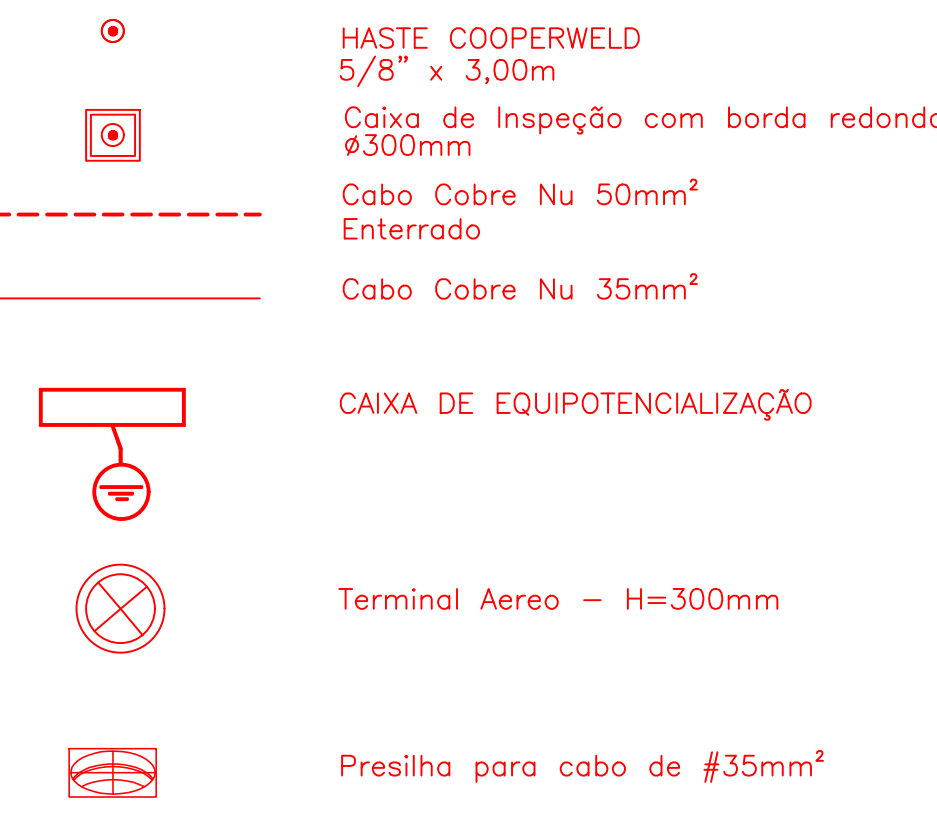 HASTE COOPERWELD
5/8" x 3,00m
Caixa de Inspeção com borda redondo
ø300mm
Cabo Cobre Nu 50mm²
Enterrado
Cabo Cobre Nu 35mm²
CAIXA DE EQUIPOTENCIALIZAÇÃO
Terminal Aereo - H=300mm
Presilha para cabo de #35mm²